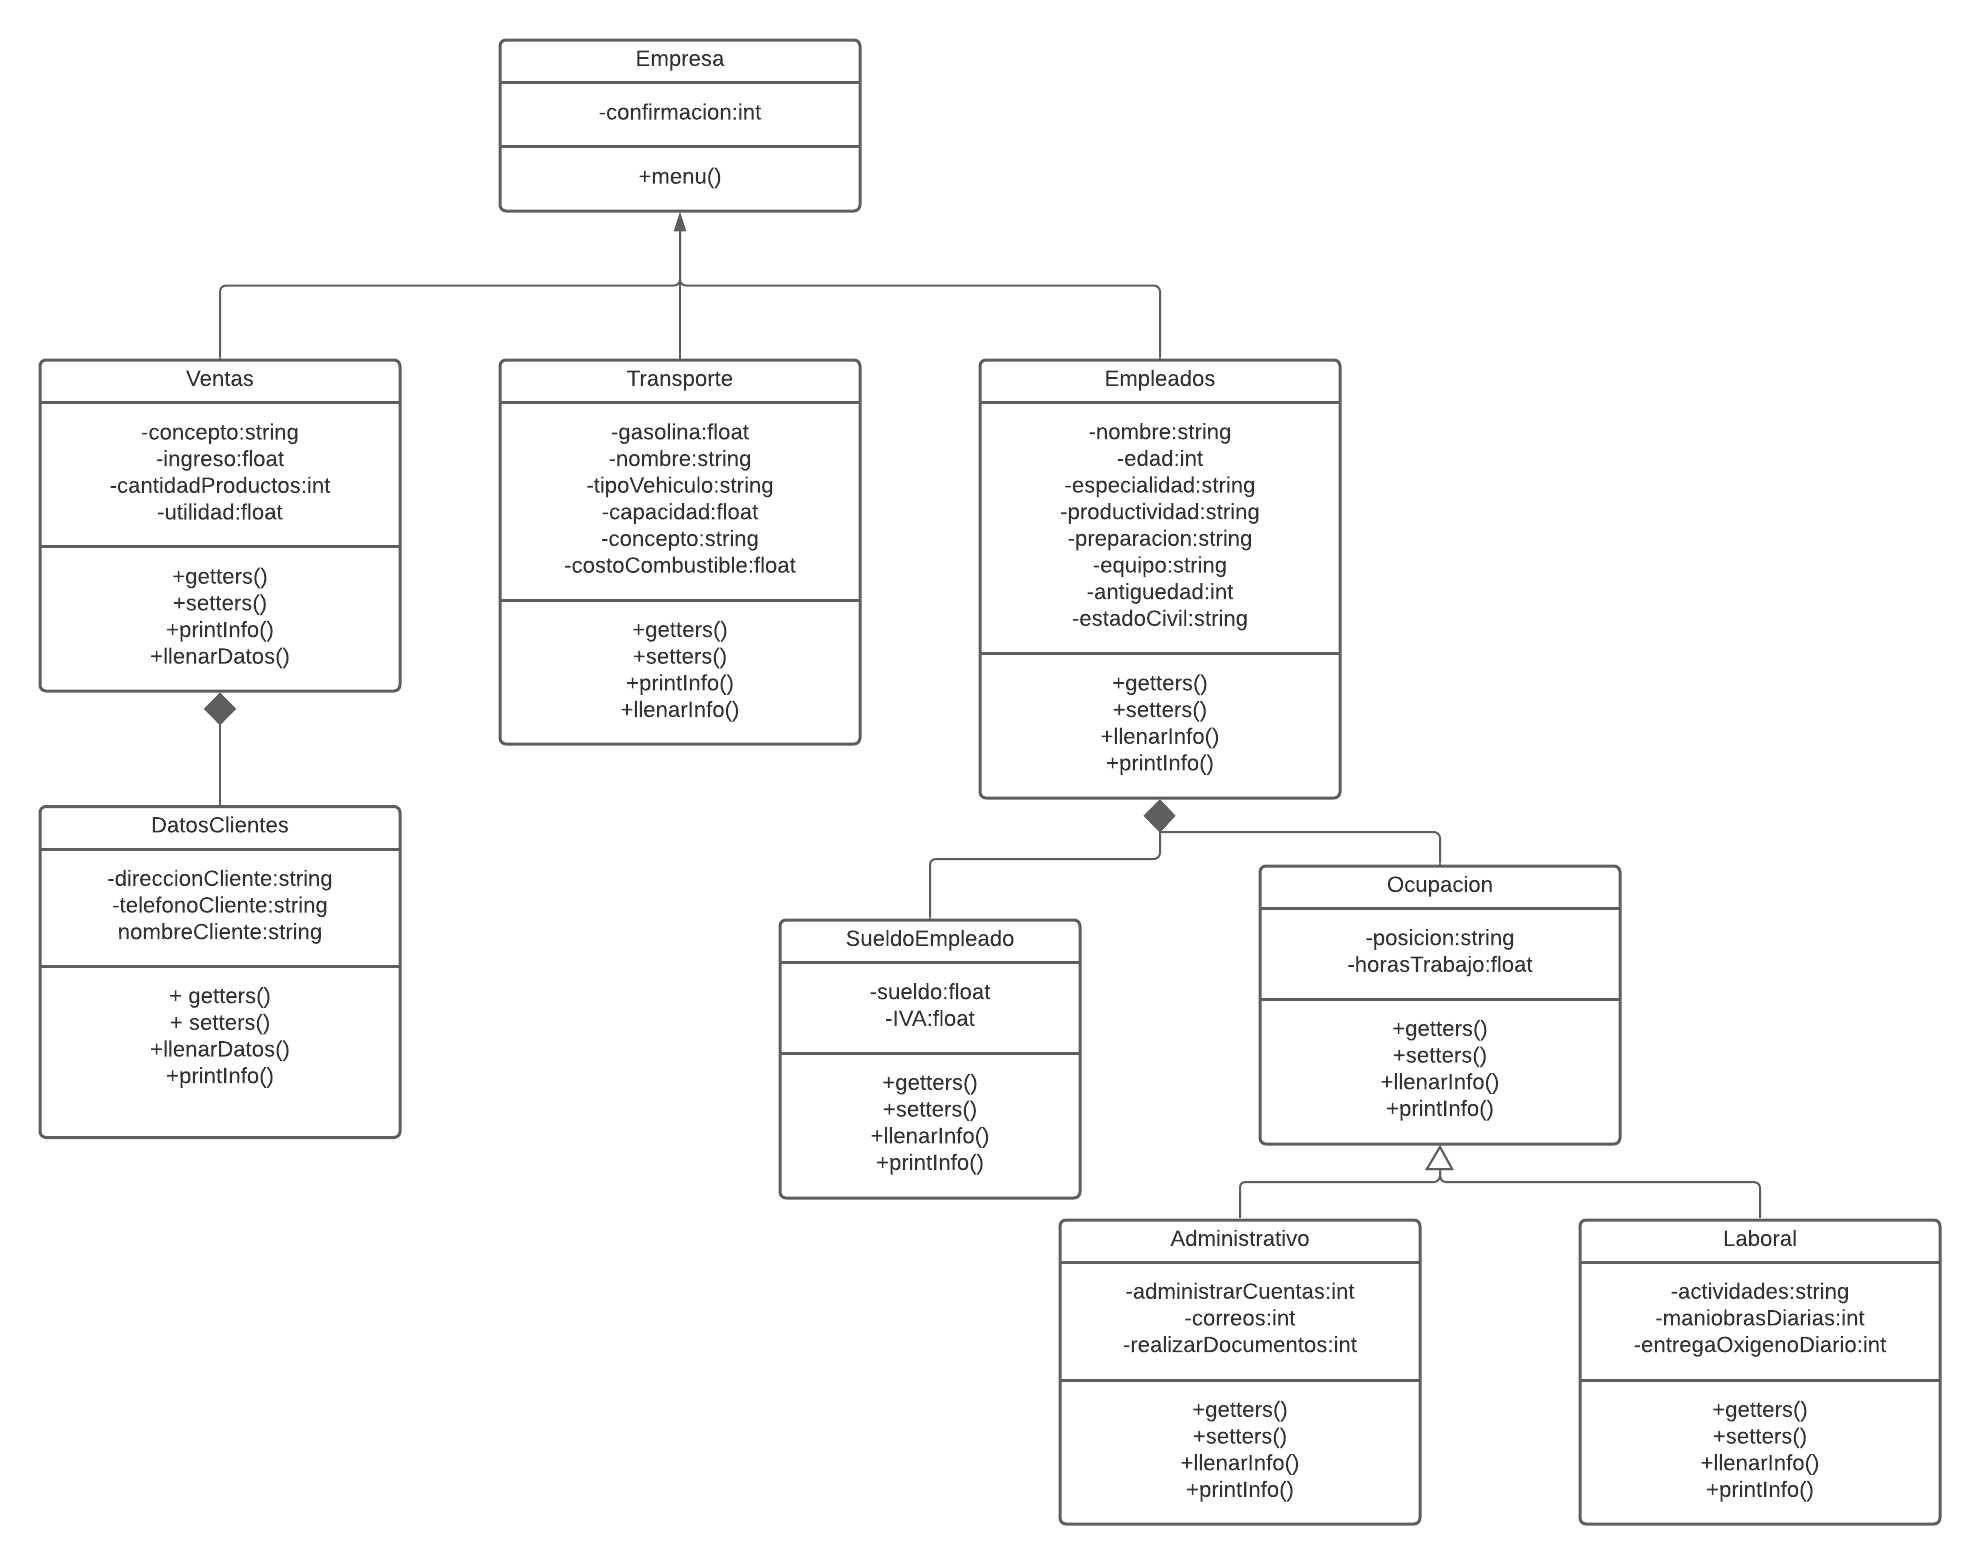 Empresa
-confirmacion:int
+menu()
Ventas
-concepto:string
-ingreso:float
-cantidadProductos:int
-utilidad:float
+getters()
+setters()
+printInfo()
+llenarDatos()
Transporte
-gasolina:float
-nombre:string
-tipoVehiculo:string
-capacidad:float
-concepto:string
-costoCombustible:float
+getters()
+setters()
+printInfo()
+llenarInfo()
Empleados
-nombre:string
-edad:int
-especialidad:string
-productividad:string
-preparacion:string
-equipo:string
-antiguedad:int
-estadoCivil:string
+getters()
+setters()
+llenarInfo()
+printInfo()
DatosClientes
-direccionCliente:string
-telefonoCliente:string
nombreCliente:string
+ getters()
+ setters()
+llenarDatos()
+printInfo()
SueldoEmpleado
-sueldo:float
-IVA:float
+getters()
+setters()
+llenarInfo()
+printInfo()
Ocupacion
-posicion:string
-horasTrabajo:float
+getters()
+setters()
+llenarInfo()
+printInfo()
Administrativo
-administrarCuentas:int
-correos:int
-realizarDocumentos:int
+getters()
+setters()
+llenarInfo()
+printInfo()
Laboral
-actividades:string
-maniobrasDiarias:int
-entregaOxigenoDiario:int
+getters()
+setters()
+llenarInfo()
+printInfo()